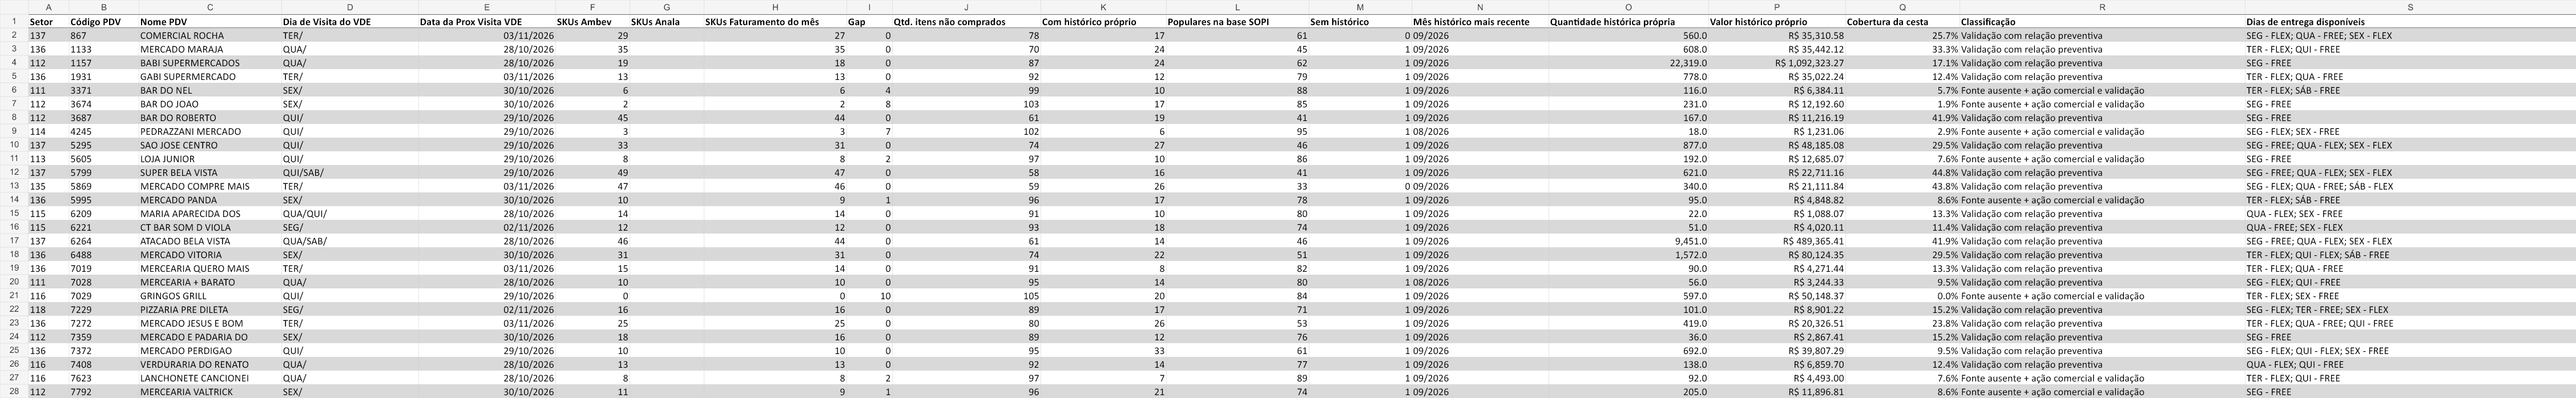 A B C D E F G H I J K L M N O P Q R S
1 Setor Código PDV Nome PDV Dia de Visita do VDE Data da Prox Visita VDE SKUs Ambev SKUs Anala SKUs Faturamento do mês Gap Qtd. itens não comprados Com histórico próprio Populares na base SOPI Sem histórico Mês histórico mais recente Quantidade histórica própria Valor histórico próprio Cobertura da cesta Classificação Dias de entrega disponíveis
2 137 867 COMERCIAL ROCHA TER/ 03/11/2026 29 27 0 78 17 61 0 09/2026 560.0 R$ 35,310.58 25.7% Validação com relação preventiva SEG - FLEX; QUA - FREE; SEX - FLEX
3 136 1133 MERCADO MARAJA QUA/ 28/10/2026 35 35 0 70 24 45 1 09/2026 608.0 R$ 35,442.12 33.3% Validação com relação preventiva TER - FLEX; QUI - FREE
4 112 1157 BABI SUPERMERCADOS QUA/ 28/10/2026 19 18 0 87 24 62 1 09/2026 22,319.0 R$ 1,092,323.27 17.1% Validação com relação preventiva SEG - FREE
5 136 1931 GABI SUPERMERCADO TER/ 03/11/2026 13 13 0 92 12 79 1 09/2026 778.0 R$ 35,022.24 12.4% Validação com relação preventiva TER - FLEX; QUA - FREE
6 111 3371 BAR DO NEL SEX/ 30/10/2026 6 6 4 99 10 88 1 09/2026 116.0 R$ 6,384.11 5.7% Fonte ausente + ação comercial e validação TER - FLEX; SÁB - FREE
7 112 3674 BAR DO JOAO SEX/ 30/10/2026 2 2 8 103 17 85 1 09/2026 231.0 R$ 12,192.60 1.9% Fonte ausente + ação comercial e validação SEG - FREE
8 112 3687 BAR DO ROBERTO QUI/ 29/10/2026 45 44 0 61 19 41 1 09/2026 167.0 R$ 11,216.19 41.9% Validação com relação preventiva SEG - FREE
9 114 4245 PEDRAZZANI MERCADO QUI/ 29/10/2026 3 3 7 102 6 95 1 08/2026 18.0 R$ 1,231.06 2.9% Fonte ausente + ação comercial e validação SEG - FLEX; SEX - FREE
10 137 5295 SAO JOSE CENTRO QUI/ 29/10/2026 33 31 0 74 27 46 1 09/2026 877.0 R$ 48,185.08 29.5% Validação com relação preventiva SEG - FREE; QUA - FLEX; SEX - FLEX
11 113 5605 LOJA JUNIOR QUI/ 29/10/2026 8 8 2 97 10 86 1 09/2026 192.0 R$ 12,685.07 7.6% Fonte ausente + ação comercial e validação SEG - FREE
12 137 5799 SUPER BELA VISTA QUI/SAB/ 29/10/2026 49 47 0 58 16 41 1 09/2026 621.0 R$ 22,711.16 44.8% Validação com relação preventiva SEG - FREE; QUA - FLEX; SEX - FLEX
13 135 5869 MERCADO COMPRE MAIS TER/ 03/11/2026 47 46 0 59 26 33 0 09/2026 340.0 R$ 21,111.84 43.8% Validação com relação preventiva SEG - FLEX; QUA - FREE; SÁB - FLEX
14 136 5995 MERCADO PANDA SEX/ 30/10/2026 10 9 1 96 17 78 1 09/2026 95.0 R$ 4,848.82 8.6% Fonte ausente + ação comercial e validação TER - FLEX; SÁB - FREE
15 115 6209 MARIA APARECIDA DOS QUA/QUI/ 28/10/2026 14 14 0 91 10 80 1 09/2026 22.0 R$ 1,088.07 13.3% Validação com relação preventiva QUA - FLEX; SEX - FREE
16 115 6221 CT BAR SOM D VIOLA SEG/ 02/11/2026 12 12 0 93 18 74 1 09/2026 51.0 R$ 4,020.11 11.4% Validação com relação preventiva QUA - FREE; SEX - FLEX
17 137 6264 ATACADO BELA VISTA QUA/SAB/ 28/10/2026 46 44 0 61 14 46 1 09/2026 9,451.0 R$ 489,365.41 41.9% Validação com relação preventiva SEG - FREE; QUA - FLEX; SEX - FLEX
18 136 6488 MERCADO VITORIA SEX/ 30/10/2026 31 31 0 74 22 51 1 09/2026 1,572.0 R$ 80,124.35 29.5% Validação com relação preventiva TER - FLEX; QUI - FLEX; SÁB - FREE
19 136 7019 MERCEARIA QUERO MAIS TER/ 03/11/2026 15 14 0 91 8 82 1 09/2026 90.0 R$ 4,271.44 13.3% Validação com relação preventiva TER - FLEX; QUA - FREE
20 111 7028 MERCEARIA + BARATO QUA/ 28/10/2026 10 10 0 95 14 80 1 08/2026 56.0 R$ 3,244.33 9.5% Validação com relação preventiva SEG - FLEX; QUI - FREE
21 116 7029 GRINGOS GRILL QUI/ 29/10/2026 0 0 10 105 20 84 1 09/2026 597.0 R$ 50,148.37 0.0% Fonte ausente + ação comercial e validação TER - FLEX; SEX - FREE
22 118 7229 PIZZARIA PRE DILETA SEG/ 02/11/2026 16 16 0 89 17 71 1 09/2026 101.0 R$ 8,901.22 15.2% Validação com relação preventiva SEG - FLEX; TER - FREE; SEX - FLEX
23 136 7272 MERCADO JESUS E BOM TER/ 03/11/2026 25 25 0 80 26 53 1 09/2026 419.0 R$ 20,326.51 23.8% Validação com relação preventiva TER - FLEX; QUA - FREE; QUI - FREE
24 112 7359 MERCADO E PADARIA DO SEX/ 30/10/2026 18 16 0 89 12 76 1 09/2026 36.0 R$ 2,867.41 15.2% Validação com relação preventiva SEG - FREE
25 136 7372 MERCADO PERDIGAO QUI/ 29/10/2026 10 10 0 95 33 61 1 09/2026 692.0 R$ 39,807.29 9.5% Validação com relação preventiva SEG - FLEX; QUI - FLEX; SEX - FREE
26 116 7408 VERDURARIA DO RENATO QUA/ 28/10/2026 13 13 0 92 14 77 1 09/2026 138.0 R$ 6,859.70 12.4% Validação com relação preventiva QUA - FLEX; QUI - FREE
27 116 7623 LANCHONETE CANCIONEI QUA/ 28/10/2026 8 8 2 97 7 89 1 09/2026 92.0 R$ 4,493.00 7.6% Fonte ausente + ação comercial e validação TER - FLEX; QUI - FREE
28 112 7792 MERCEARIA VALTRICK SEX/ 30/10/2026 11 9 1 96 21 74 1 09/2026 205.0 R$ 11,896.81 8.6% Fonte ausente + ação comercial e validação SEG - FREE